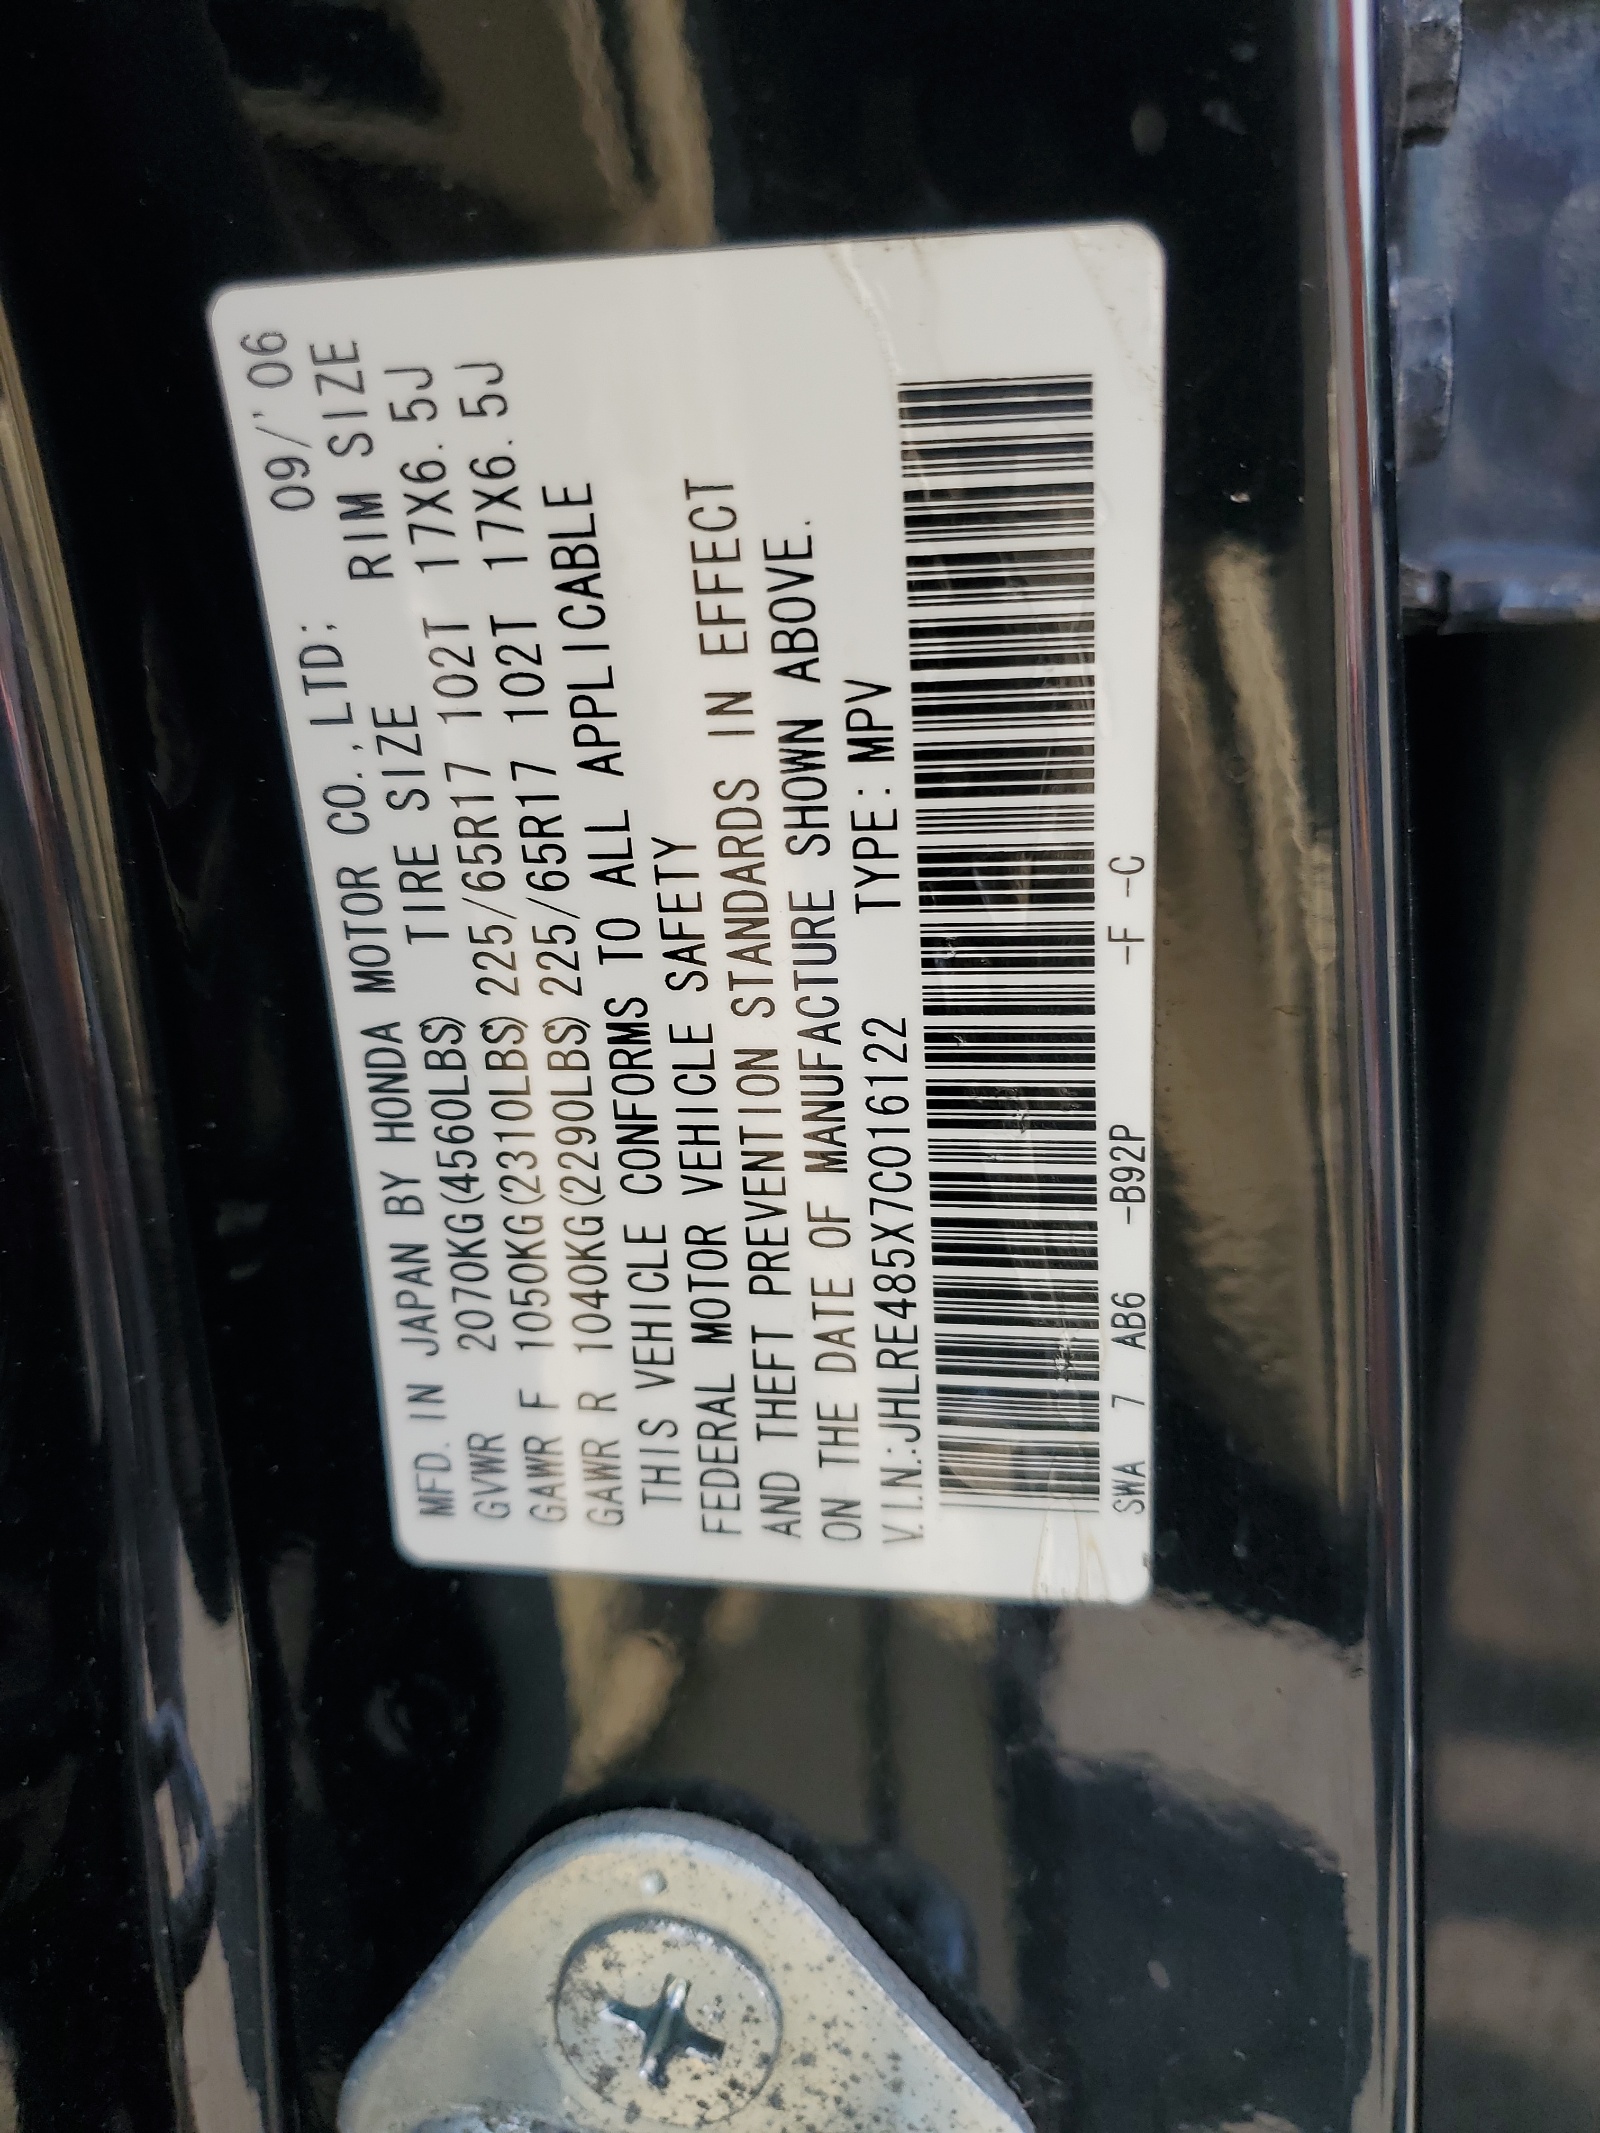 MFD. IN JAPAN BY HONDA MOTOR CO.,LTD; 09/'06
GVWR 2070KG(4560LBS) TIRE SIZE RIM SIZE
GAWR F 1050KG(2310LBS) 225/65R17 102T 17X6.5J
GAWR R 1040KG(2290LBS) 225/65R17 102T 17X6.5J
THIS VEHICLE CONFORMS TO ALL APPLICABLE
FEDERAL MOTOR VEHICLE SAFETY
AND THEFT PREVENTION STANDARDS IN EFFECT
ON THE DATE OF MANUFACTURE SHOWN ABOVE.
V.I.N.:JHLRE485X7C016122 TYPE:MPV
SWA 7 AB6 -B92P -F -C